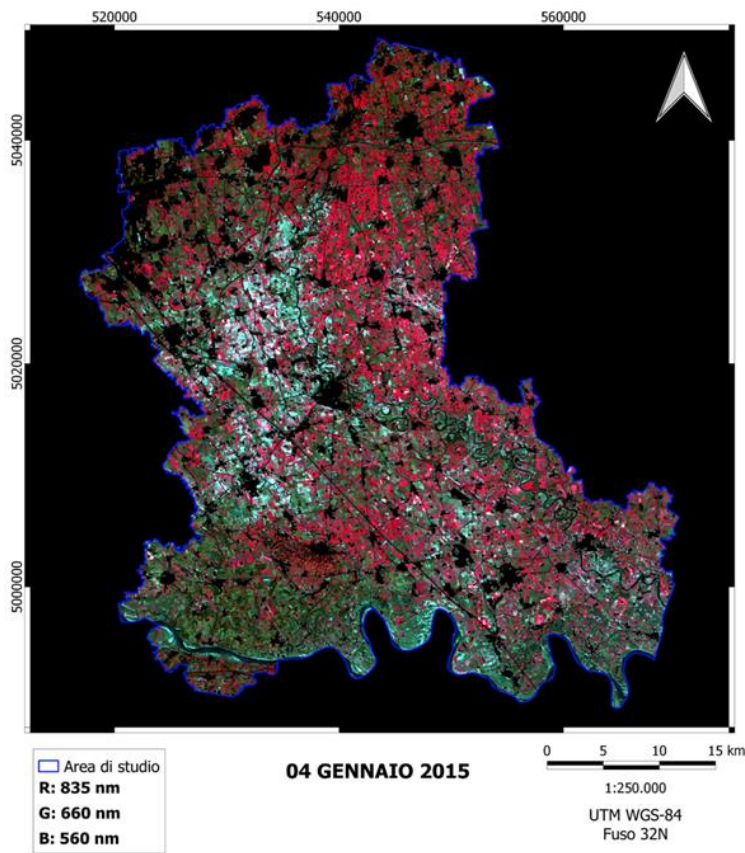 520000 540000 560000
5040000
5020000
5000000
Area di studio
R: 835 nm
G: 660 nm
B: 560 nm
04 GENNAIO 2015
0 5 10 15 km
1:250.000
UTM WGS-84
Fuso 32N